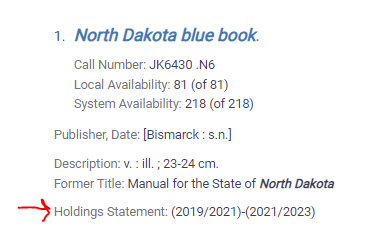 1. North Dakota blue book.
Call Number: JK6430 .N6
Local Availability: 81 (of 81)
System Availability: 218 (of 218)
Publisher, Date: [Bismarck : s.n.]
Description: v. : ill. ; 23-24 cm.
Former Title: Manual for the State of North Dakota
Holdings Statement: (2019/2021)-(2021/2023)